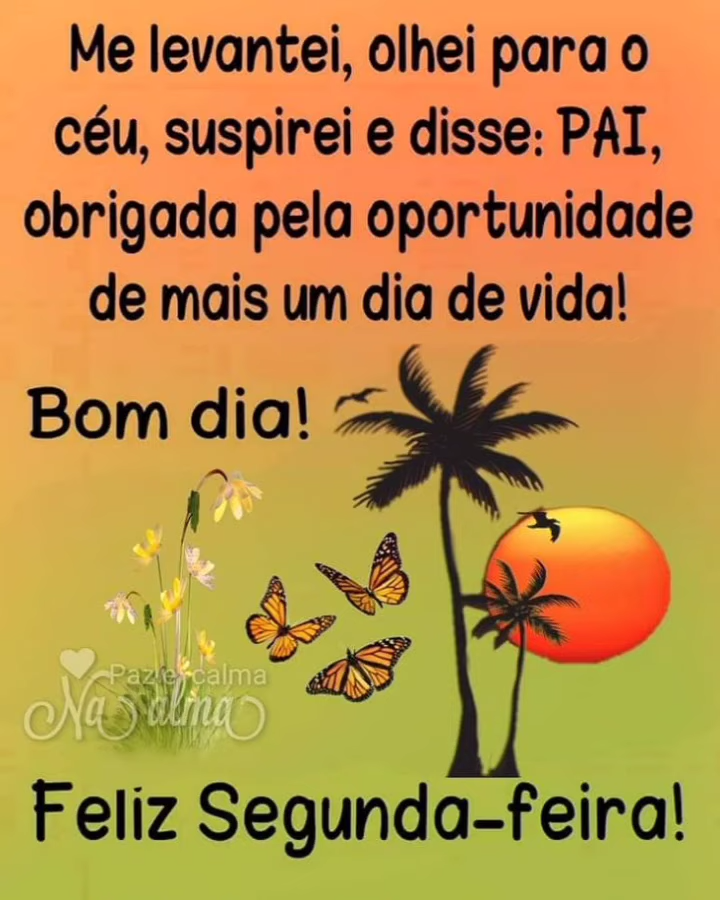 Me levantei, olhei para o
céu, suspirei e disse: PAI,
obrigada pela oportunidade
de mais um dia de vida!
Bom dia!
Paz e calma
Na alma
Feliz Segunda-feira!